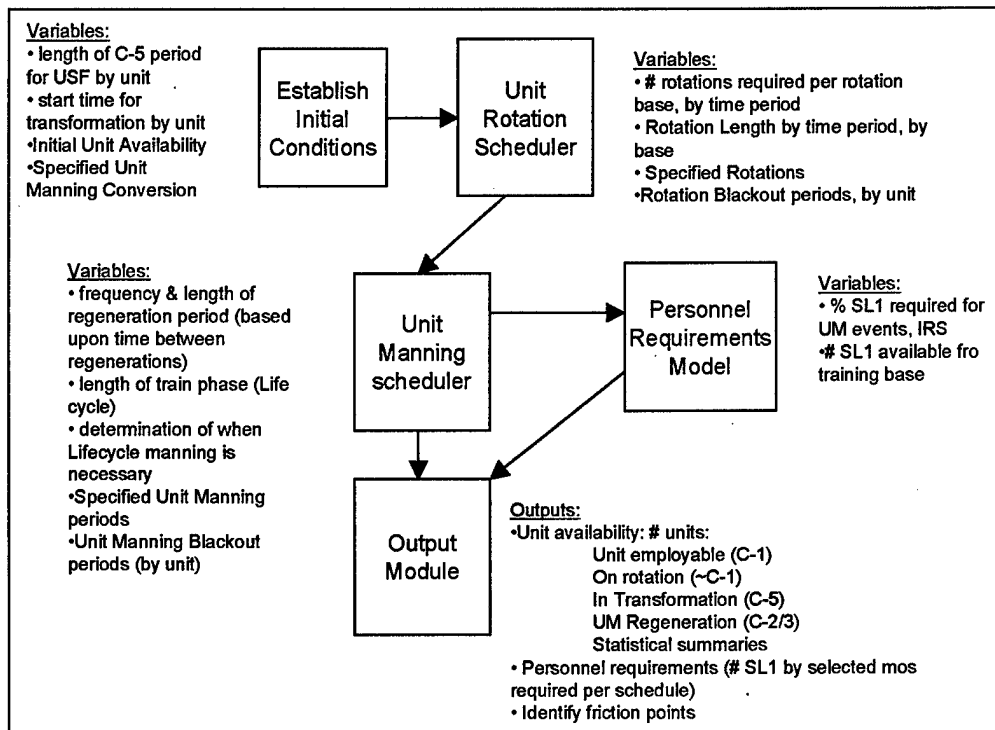 Variables:
• length of C-5 period
for USF by unit
• start time for
transformation by unit
•Initial Unit Availability
•Specified Unit
Manning Conversion
Establish
Initial
Conditions
Unit
Rotation
Scheduler
Variables:
• # rotations required per rotation
base, by time period
• Rotation Length by time period, by
base
• Specified Rotations
•Rotation Blackout periods, by unit
Variables:
• frequency & length of
regeneration period (based
upon time between
regenerations)
• length of train phase (Life
cycle)
• determination of when
Lifecycle manning is
necessary
•Specified Unit Manning
periods
•Unit Manning Blackout
periods (by unit)
Unit
Manning
scheduler
Personnel
Requirements
Model
Variables:
• % SL1 required for
UM events, IRS
•# SL1 available fro
training base
Output
Module
Outputs:
•Unit availability: # units:
Unit employable (C-1)
On rotation (~C-1)
In Transformation (C-5)
UM Regeneration (C-2/3)
Statistical summaries
• Personnel requirements (# SL1 by selected mos
required per schedule)
• Identify friction points